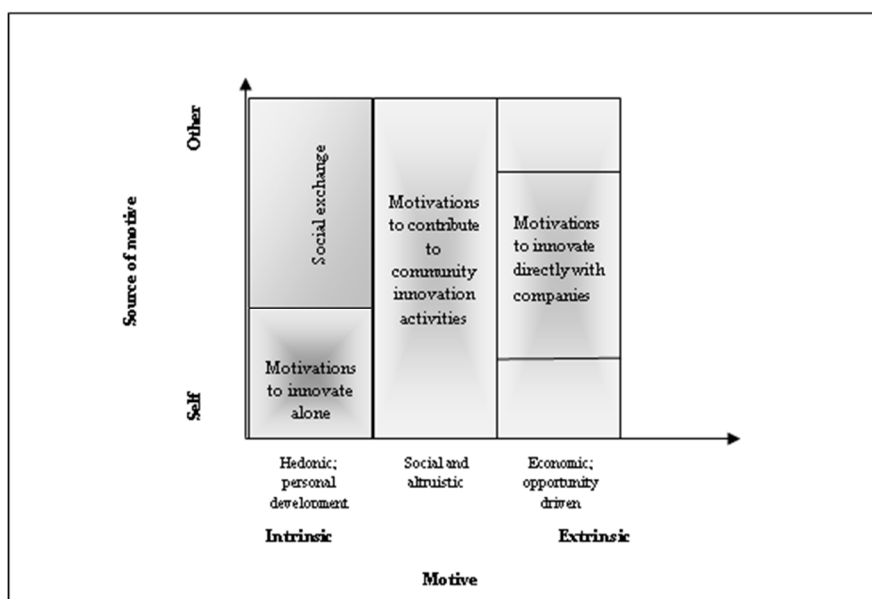 Other
Source of motive
Self
Social exchange
Motivations
to innovate
alone
Motivations
to contribute
to
community
innovation
activities
Motivations
to innovate
directly with
companies
Hedonic;
personal
development
Social and
altruistic
Economic;
opportunity
driven
Intrinsic
Extrinsic
Motive